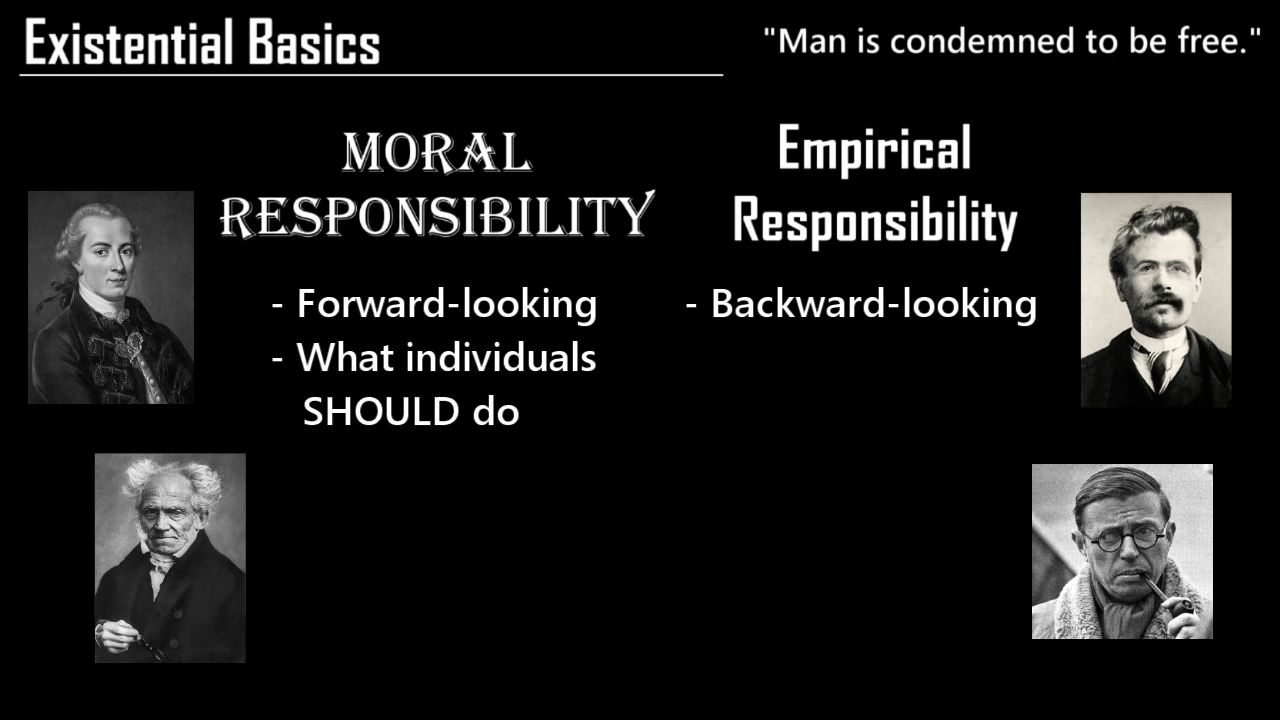 Existential Basics
"Man is condemned to be free."
MORAL
RESPONSIBILITY
- Forward-looking
- What individuals
SHOULD do
Empirical
Responsibility
- Backward-looking